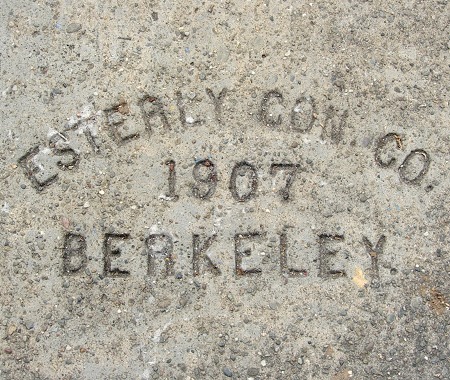 ESTERLY CON. CO.
1907
BERKELEY.